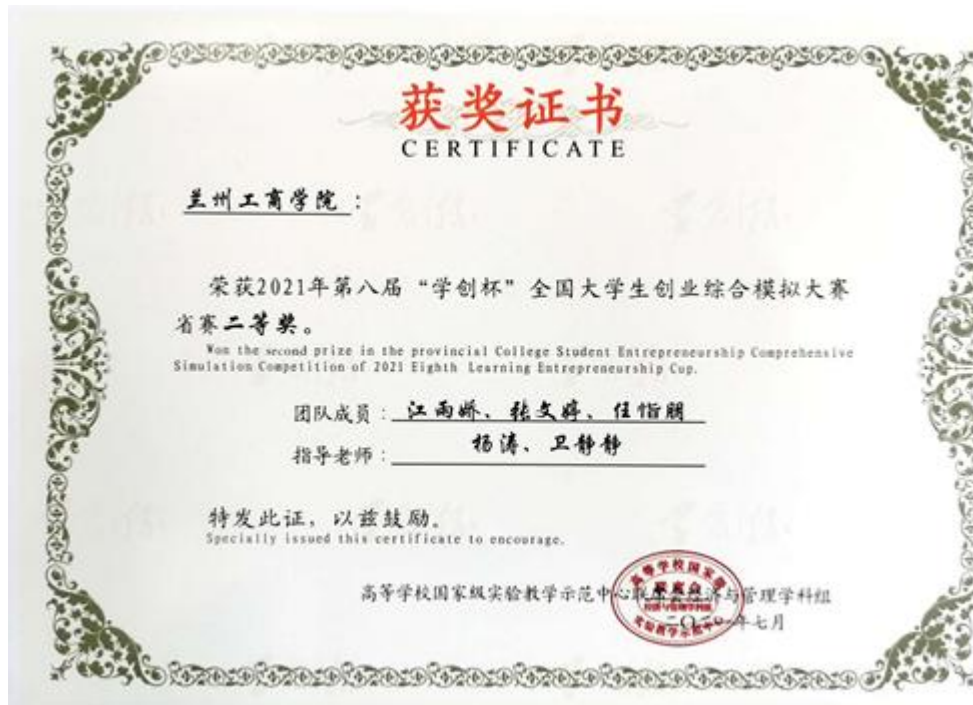 获奖证书
CERTIFICATE
兰州工商学院：
荣获2021年第八届“学创杯”全国大学生创业综合模拟大赛
省赛二等奖。
Won the second prize in the provincial College Student Entrepreneurship Comprehensive
Simulation Competition of 2021 Eighth Learning Entrepreneurship Cup.
团队成员：江雨娇、张文婷、任指朋
指导老师：杨涛、卫静静
特发此证，以兹鼓励。
Specially issued this certificate to encourage.
高等学校国家级实验教学示范中心联席会经济与管理学科组
二〇二一年七月